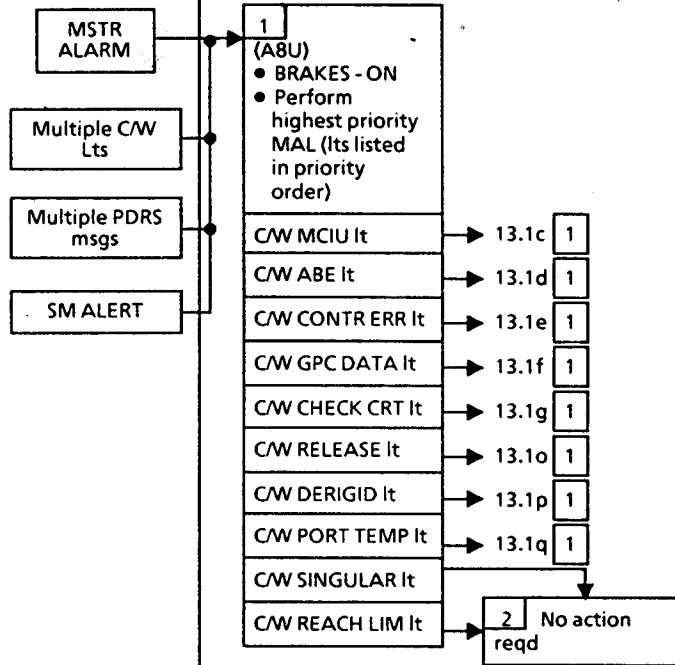 MSTR
ALARM
Multiple C/W
Lts
Multiple PDRS
msgs
SM ALERT
1
(A8U)
● BRAKES - ON
● Perform
highest priority
MAL (lts listed
in priority
order)
C/W MCIU lt
13.1c 1
C/W ABE lt
13.1d 1
C/W CONTR ERR lt
13.1e 1
C/W GPC DATA lt
13.1f 1
C/W CHECK CRT lt
13.1g 1
C/W RELEASE lt
13.1o 1
C/W DERIGID lt
13.1p 1
C/W PORT TEMP lt
13.1q 1
C/W SINGULAR lt
C/W REACH LIM lt
2 No action
reqd